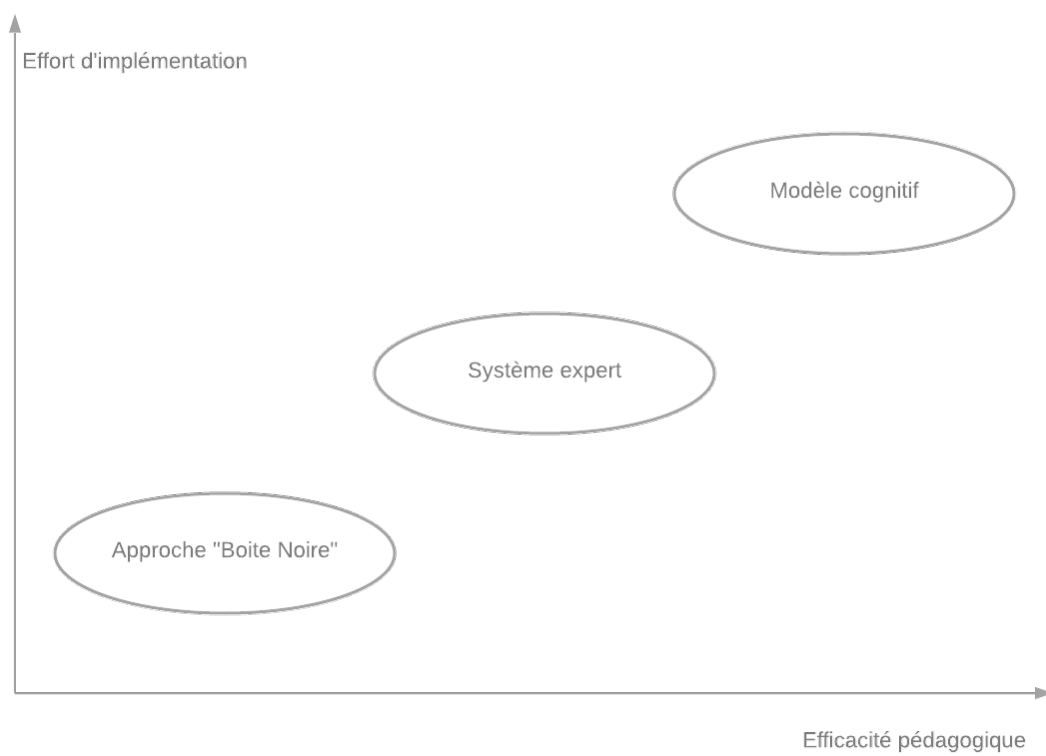 Effort d'implémentation
Modèle cognitif
Système expert
Approche "Boite Noire"
Efficacité pédagogique